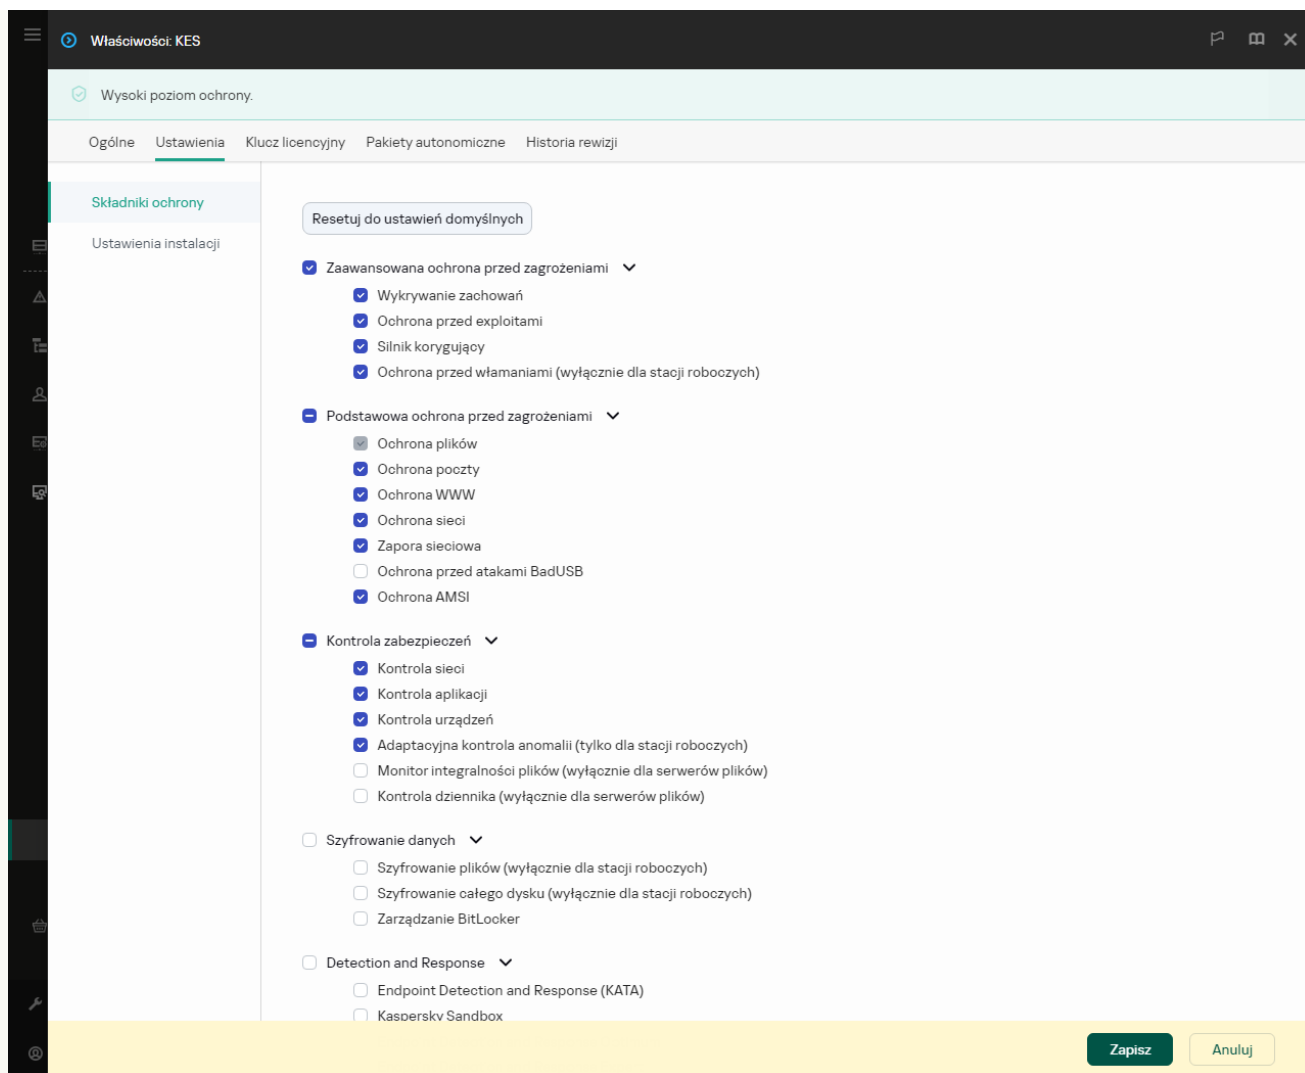 Właściwości: KES
Wysoki poziom ochrony.
Ogólne Ustawienia Klucz licencyjny Pakiety autonomiczne Historia rewizji
Składniki ochrony
Ustawienia instalacji
Resetuj do ustawień domyślnych
Zaawansowana ochrona przed zagrożeniami
Wykrywanie zachowań
Ochrona przed exploitami
Silnik korygujący
Ochrona przed włamaniami (wyłącznie dla stacji roboczych)
Podstawowa ochrona przed zagrożeniami
Ochrona plików
Ochrona poczty
Ochrona WWW
Ochrona sieci
Zapora sieciowa
Ochrona przed atakami BadUSB
Ochrona AMSI
Kontrola zabezpieczeń
Kontrola sieci
Kontrola aplikacji
Kontrola urządzeń
Adaptacyjna kontrola anomalii (tylko dla stacji roboczych)
Monitor integralności plików (wyłącznie dla serwerów plików)
Kontrola dziennika (wyłącznie dla serwerów plików)
Szyfrowanie danych
Szyfrowanie plików (wyłącznie dla stacji roboczych)
Szyfrowanie całego dysku (wyłącznie dla stacji roboczych)
Zarządzanie BitLocker
Detection and Response
Endpoint Detection and Response (KATA)
Kaspersky Sandbox
Zapisz Anuluj